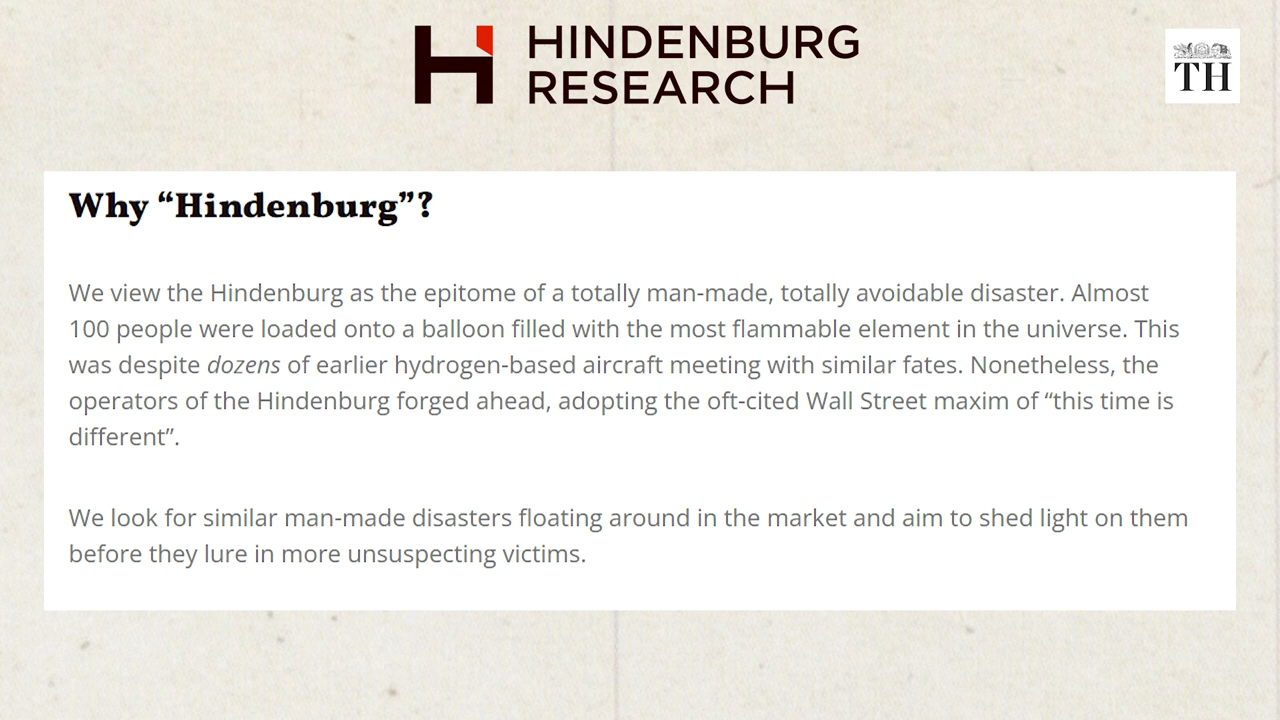 HINDENBURG
RESEARCH
TH
Why “Hindenburg”?
We view the Hindenburg as the epitome of a totally man-made, totally avoidable disaster. Almost
100 people were loaded onto a balloon filled with the most flammable element in the universe. This
was despite dozens of earlier hydrogen-based aircraft meeting with similar fates. Nonetheless, the
operators of the Hindenburg forged ahead, adopting the oft-cited Wall Street maxim of “this time is
different”.
We look for similar man-made disasters floating around in the market and aim to shed light on them
before they lure in more unsuspecting victims.